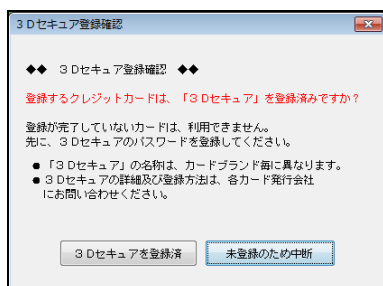 ３Ｄセキュア登録確認
◆◆ ３Ｄセキュア登録確認 ◆◆
登録するクレジットカードは、「３Ｄセキュア」を登録済みですか？
登録が完了していないカードは、利用できません。
先に、３Ｄセキュアのパスワードを登録してください。
● 「３Ｄセキュア」の名称は、カードブランド毎に異なります。
● ３Ｄセキュアの詳細及び登録方法は、各カード発行会社
にお問い合わせください。
３Ｄセキュアを登録済
未登録のため中断